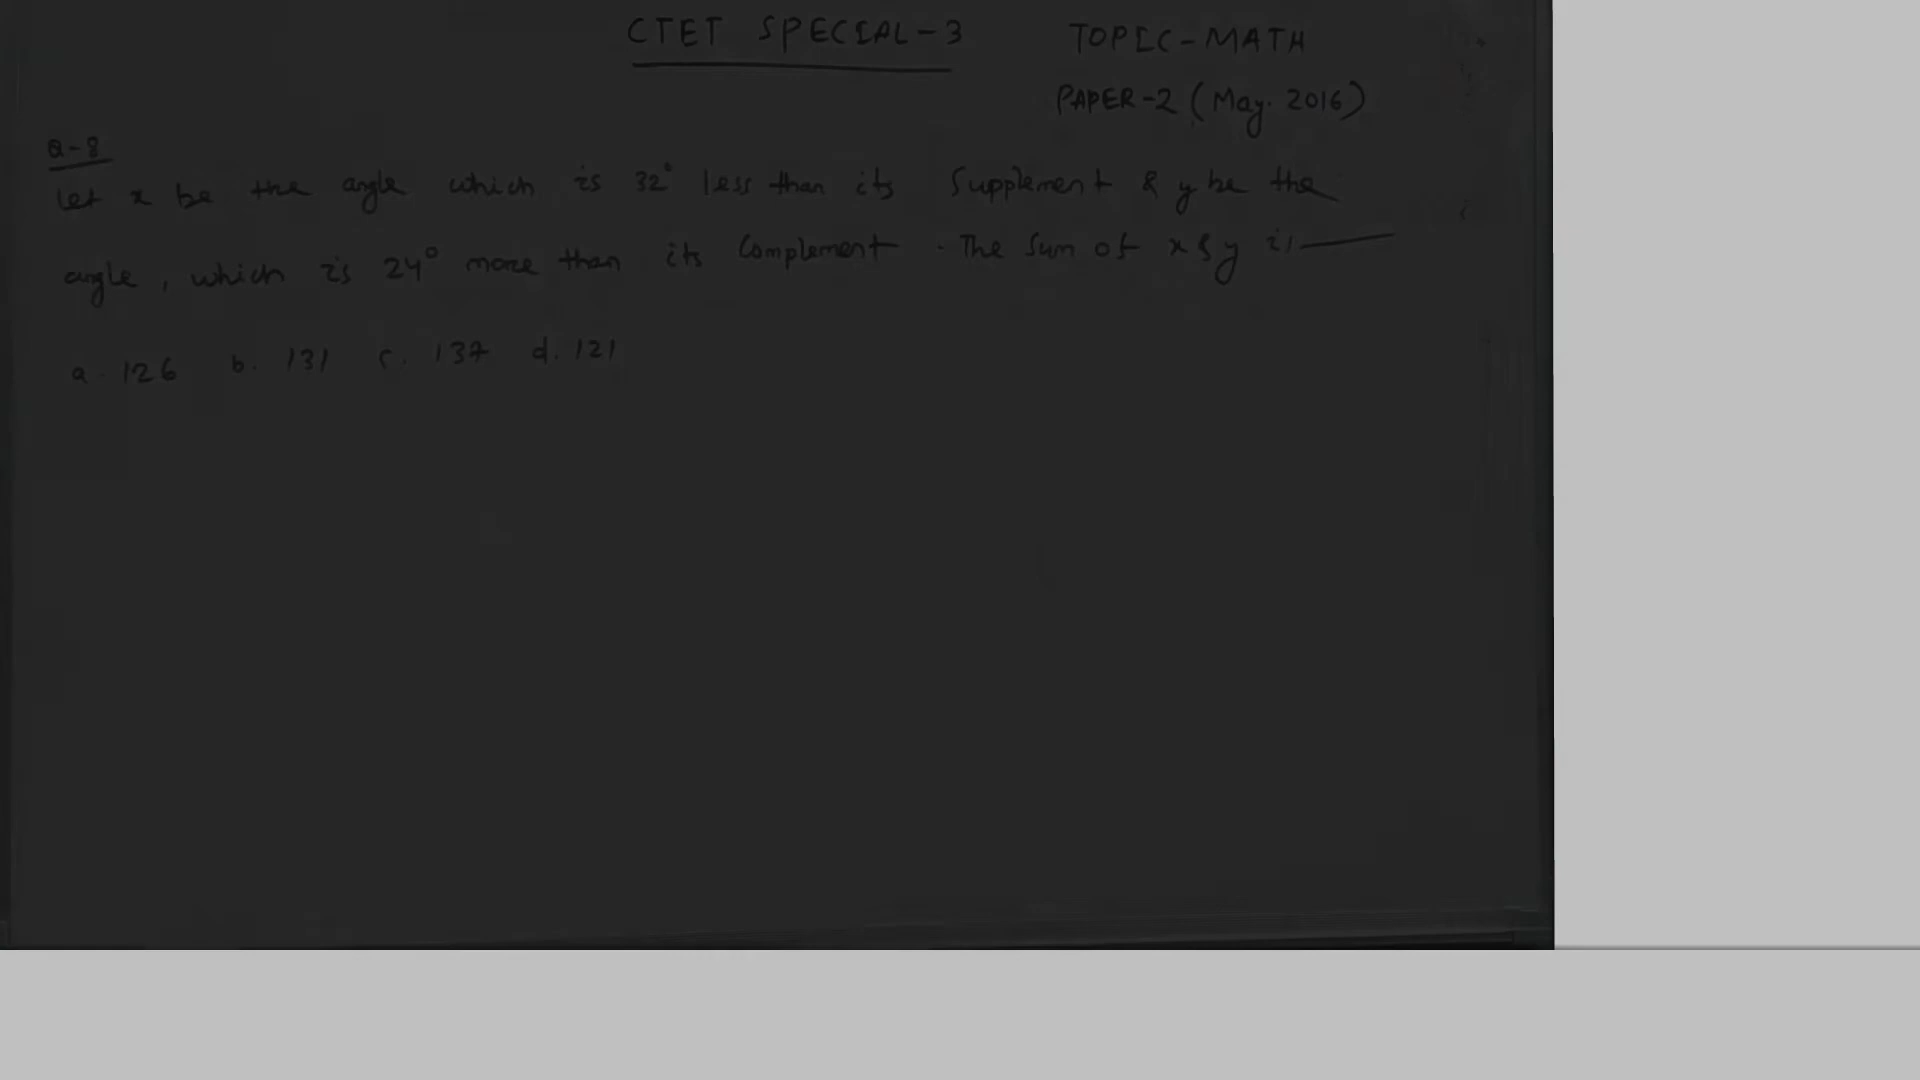 CTET SPECIAL-3 TOPIC-MATH
PAPER-2 (May. 2016)
Q-8
Let x be the angle which is 32° less than its Supplement & y be the
angle, which is 24° more than its Complement. The Sum of x & y is ———
a. 126 b. 131 c. 137 d. 121